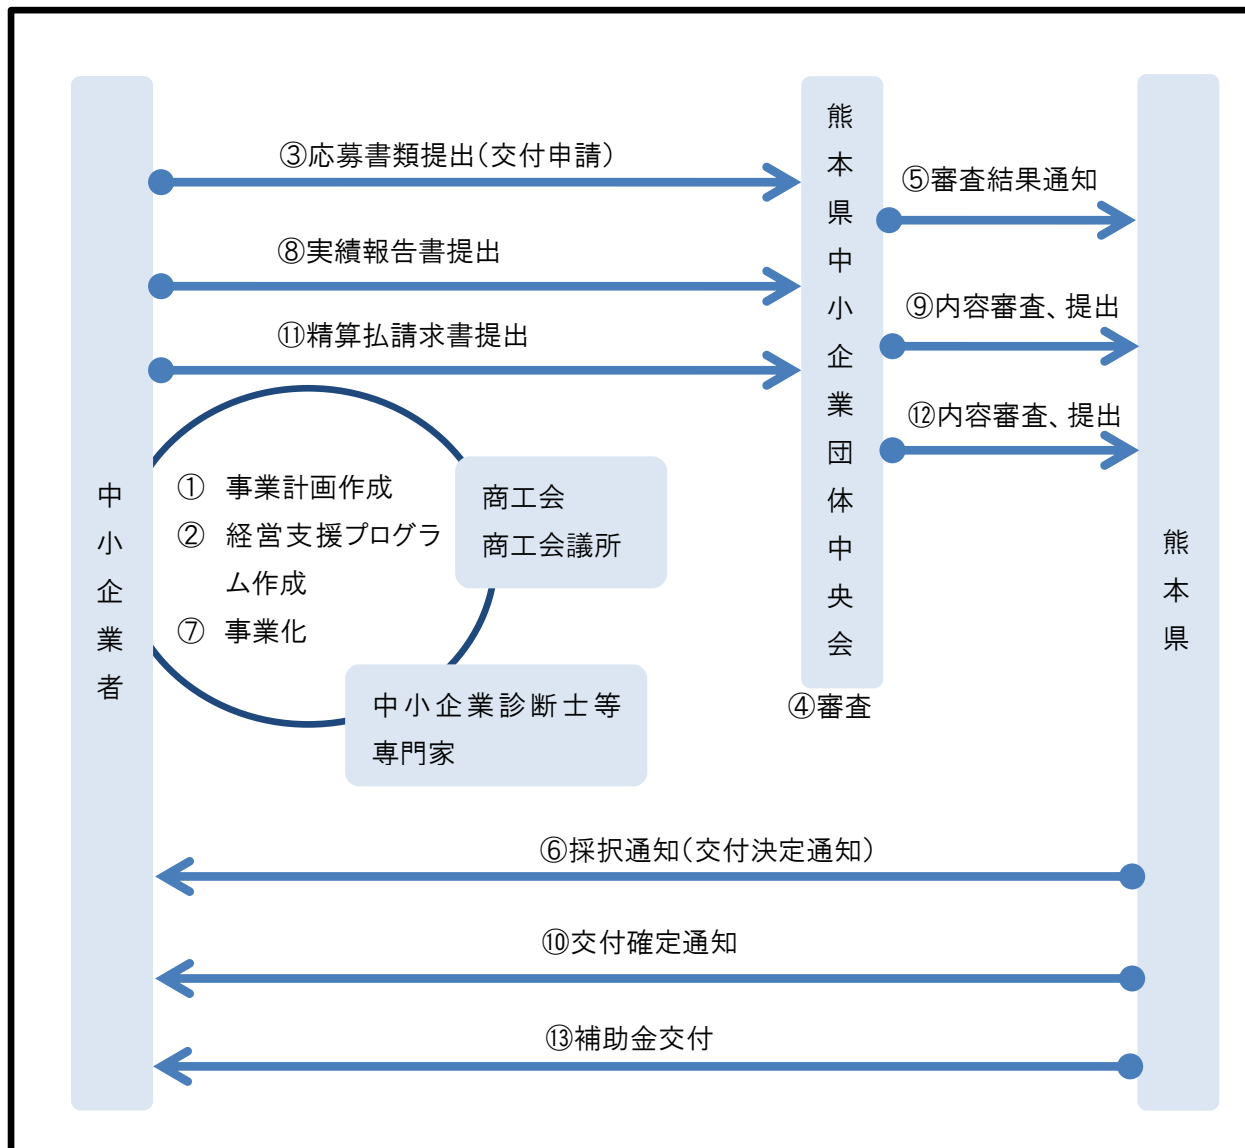 ③応募書類提出(交付申請)
⑧実績報告書提出
⑪精算払請求書提出
熊本県中小企業団体中央会
⑤審査結果通知
⑨内容審査、提出
⑫内容審査、提出
中小企業者
① 事業計画作成
② 経営支援プログラ
ム作成
⑦ 事業化
商工会
商工会議所
中小企業診断士等
専門家
④審査
熊本県
⑥採択通知(交付決定通知)
⑩交付確定通知
⑬補助金交付